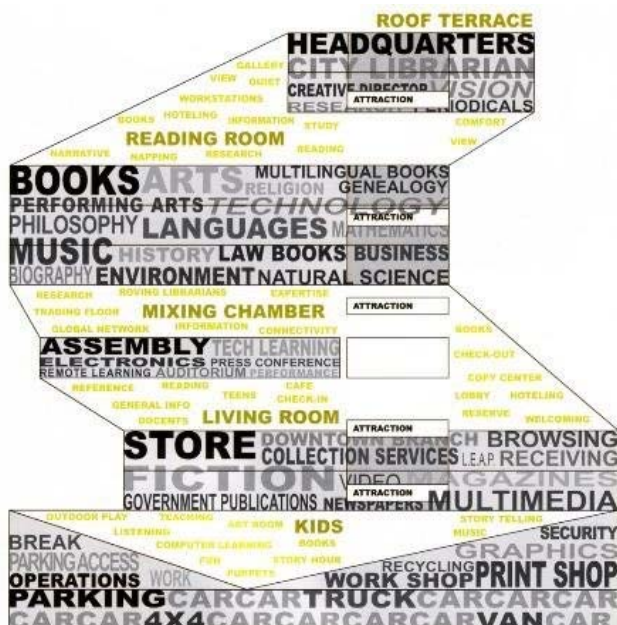 ROOF TERRACE
HEADQUARTERS
GALLERY
CITY LIBRARIAN
VIEW QUIET
CREATIVE DIRECTOR VISION
WORKSTATIONS
ATTRACTION
RESEARCH PERIODICALS
BOOKS HOTELING INFORMATION STUDY COMFORT
READING ROOM
VIEW
NARRATIVE NAPPING RESEARCH READING
BOOKS ARTS MULTILINGUAL BOOKS
RELIGION GENEALOGY
PERFORMING ARTS TECHNOLOGY
ATTRACTION
PHILOSOPHY LANGUAGES MATHEMATICS
MUSIC HISTORY LAW BOOKS BUSINESS
BIOGRAPHY ENVIRONMENT NATURAL SCIENCE
RESEARCH ROVING LIBRARIANS EXPERTISE
TRADING FLOOR MIXING CHAMBER ATTRACTION
GLOBAL NETWORK INFORMATION CONNECTIVITY BOOKS
ASSEMBLY TECH LEARNING
ELECTRONICS PRESS CONFERENCE CHECK-OUT
REMOTE LEARNING AUDITORIUM PERFORMANCE
COPY CENTER
REFERENCE READING CAFE
TEENS CHECK-IN LOBBY HOTELING
GENERAL INFO
DOCENTS LIVING ROOM RESERVE WELCOMING
ATTRACTION
STORE DOWNTOWN BRANCH BROWSING
COLLECTION SERVICES L.E.A.P. RECEIVING
FICTION VIDEO MAGAZINES
ATTRACTION
GOVERNMENT PUBLICATIONS NEWSPAPERS MULTIMEDIA
OUTDOOR PLAY TEACHING ART ROOM KIDS STORY TELLING
LISTENING MUSIC SECURITY
BREAK COMPUTER LEARNING BOOKS GRAPHICS
PARKING ACCESS FUN STORY HOUR RECYCLING
OPERATIONS WORK PUPPETS WORK SHOP PRINT SHOP
PARKING CAR CAR TRUCK CAR CAR CAR
CAR CAR 4X4 CAR CAR CAR CAR VAN CAR